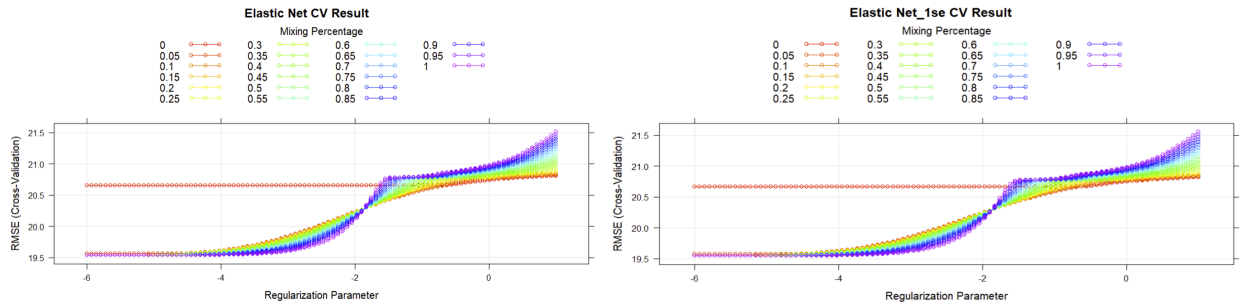 Elastic Net CV Result
Mixing Percentage
0 0.3 0.6 0.9
0.05 0.35 0.65 0.95
0.1 0.4 0.7 1
0.15 0.45 0.75
0.2 0.5 0.8
0.25 0.55 0.85
RMSE (Cross-Validation)
21.5
21.0
20.5
20.0
19.5
-6 -4 -2 0
Regularization Parameter
Elastic Net_1se CV Result
Mixing Percentage
0 0.3 0.6 0.9
0.05 0.35 0.65 0.95
0.1 0.4 0.7 1
0.15 0.45 0.75
0.2 0.5 0.8
0.25 0.55 0.85
RMSE (Cross-Validation)
21.5
21.0
20.5
20.0
19.5
-6 -4 -2 0
Regularization Parameter